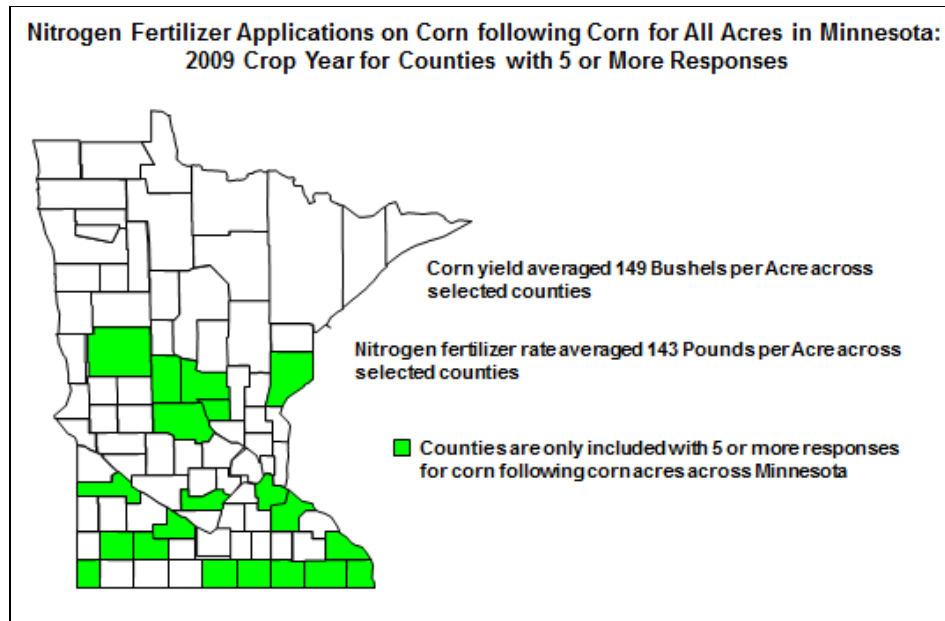 Nitrogen Fertilizer Applications on Corn following Corn for All Acres in Minnesota:
2009 Crop Year for Counties with 5 or More Responses
Corn yield averaged 149 Bushels per Acre across
selected counties
Nitrogen fertilizer rate averaged 143 Pounds per Acre across
selected counties
Counties are only included with 5 or more responses
for corn following corn acres across Minnesota